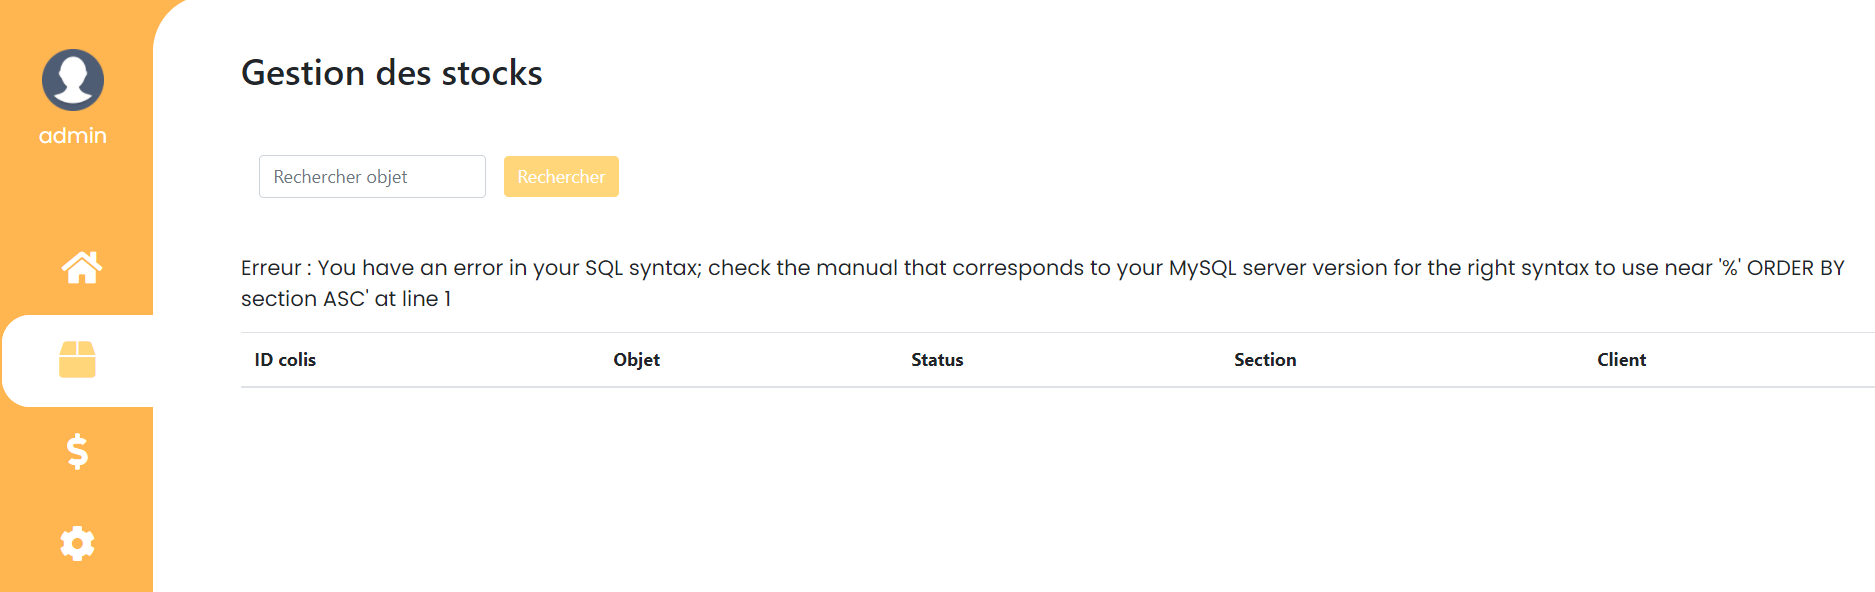 admin
Gestion des stocks
Rechercher objet
Rechercher
Erreur : You have an error in your SQL syntax; check the manual that corresponds to your MySQL server version for the right syntax to use near '%' ORDER BY
section ASC' at line 1
ID colis Objet Status Section Client